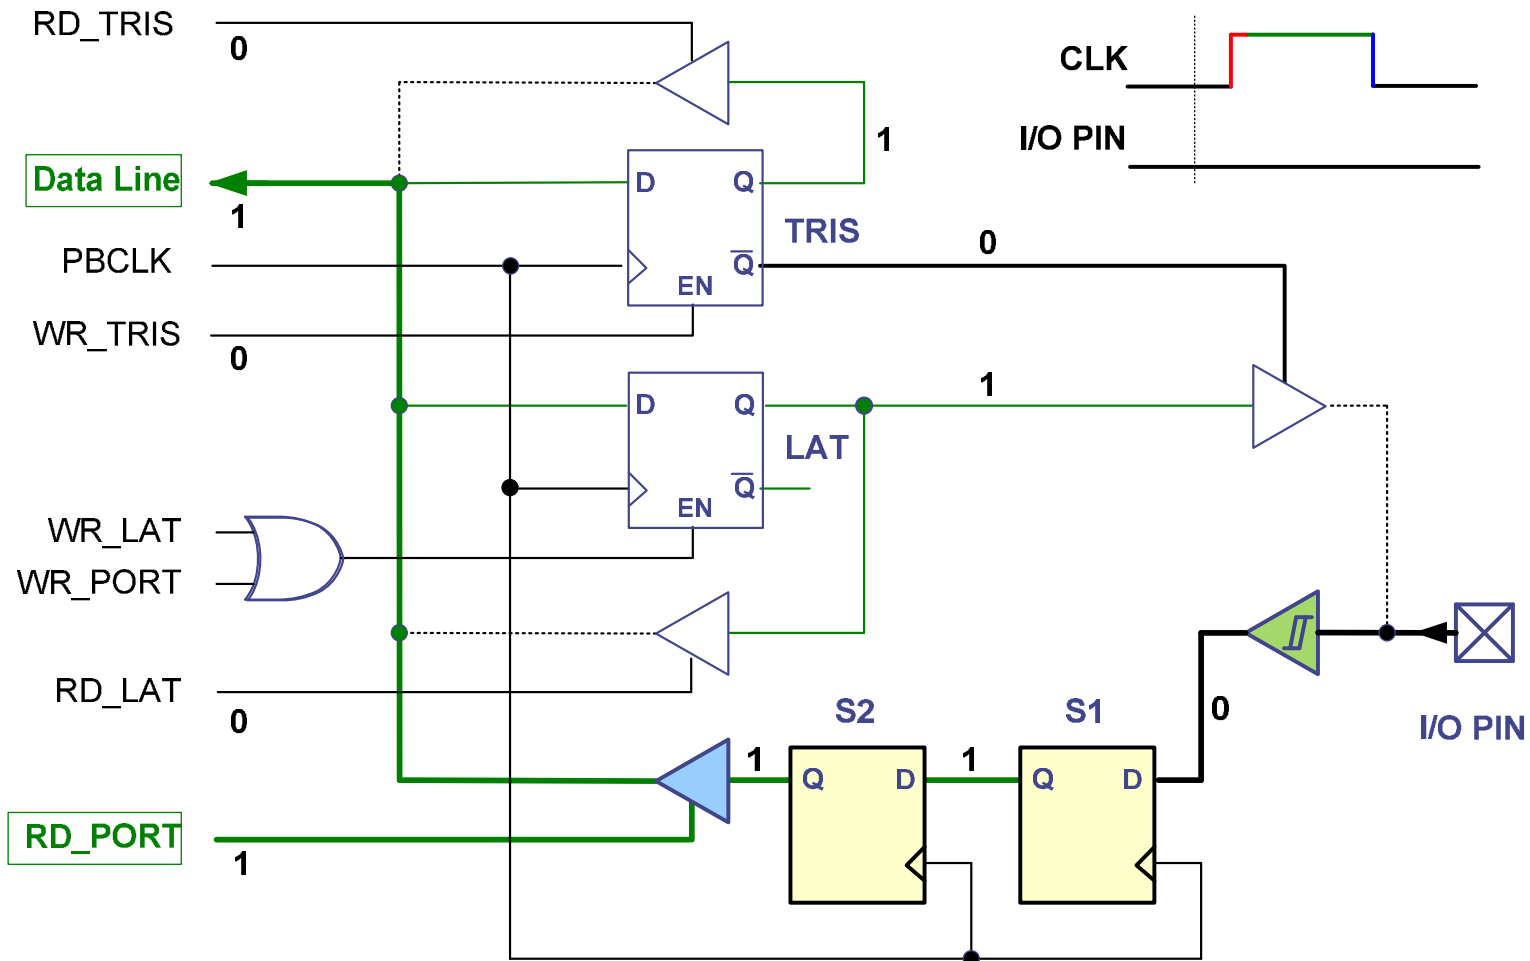 RD_TRIS
0
CLK
I/O PIN
1
Data Line
1
D
Q
TRIS
PBCLK
Q
0
EN
WR_TRIS
0
D
Q
1
LAT
Q
EN
WR_LAT
WR_PORT
RD_LAT
0
S2
S1
0
I/O PIN
1
Q
D
1
Q
D
RD_PORT
1